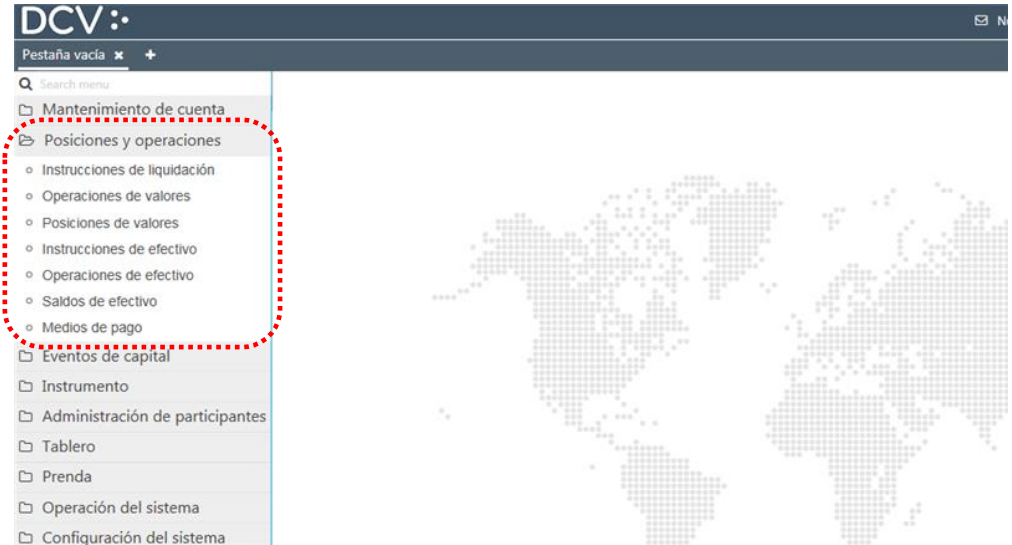 DCV
Pestaña vacía
Search menu
Mantenimiento de cuenta
Posiciones y operaciones
Instrucciones de liquidación
Operaciones de valores
Posiciones de valores
Instrucciones de efectivo
Operaciones de efectivo
Saldos de efectivo
Medios de pago
Eventos de capital
Instrumento
Administración de participantes
Tablero
Prenda
Operación del sistema
Configuración del sistema